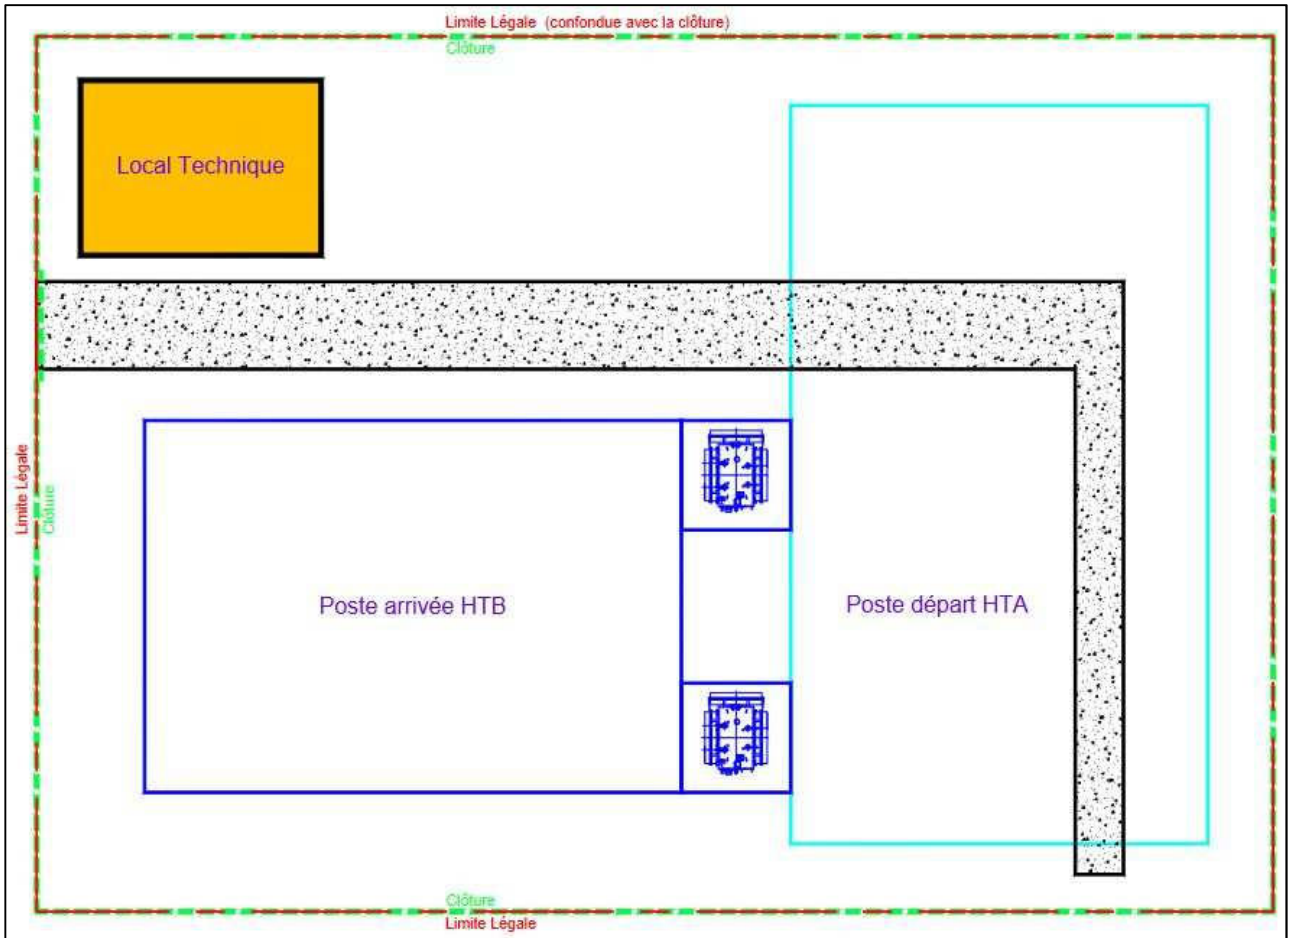 Limite Légale (confondue avec la clôture)
Clôture
Local Technique
Limite Légale
Clôture
Poste arrivée HTB
Poste départ HTA
Clôture
Limite Légale